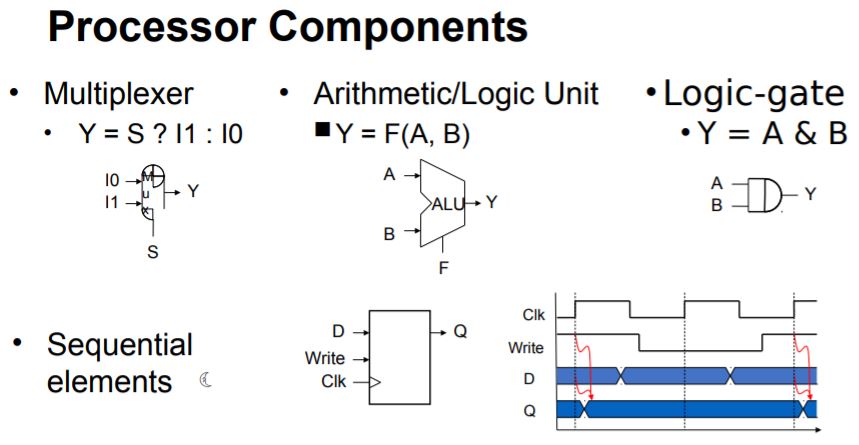 Processor Components
• Multiplexer
• Y = S ? I1 : I0
I0
I1
Mux
Y
S
• Arithmetic/Logic Unit
■ Y = F(A, B)
A
B
ALU
Y
F
• Logic-gate
• Y = A & B
A
B
Y
• Sequential
elements ☾
D
Write
Clk
Q
Clk
Write
D
Q